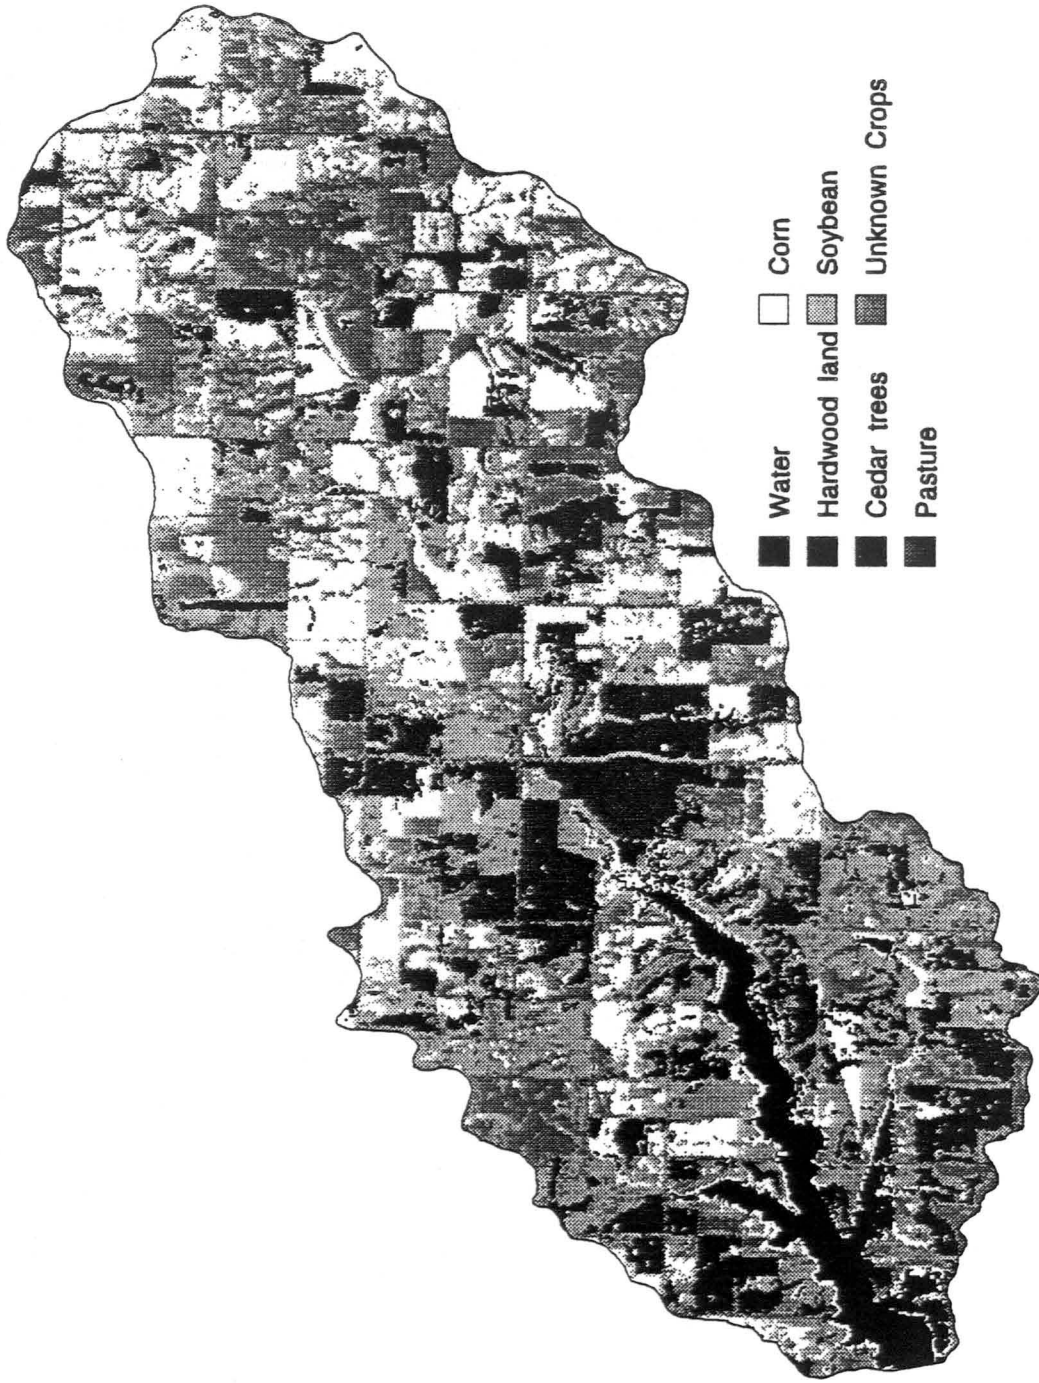 Water
Hardwood land
Cedar trees
Pasture
Corn
Soybean
Unknown Crops